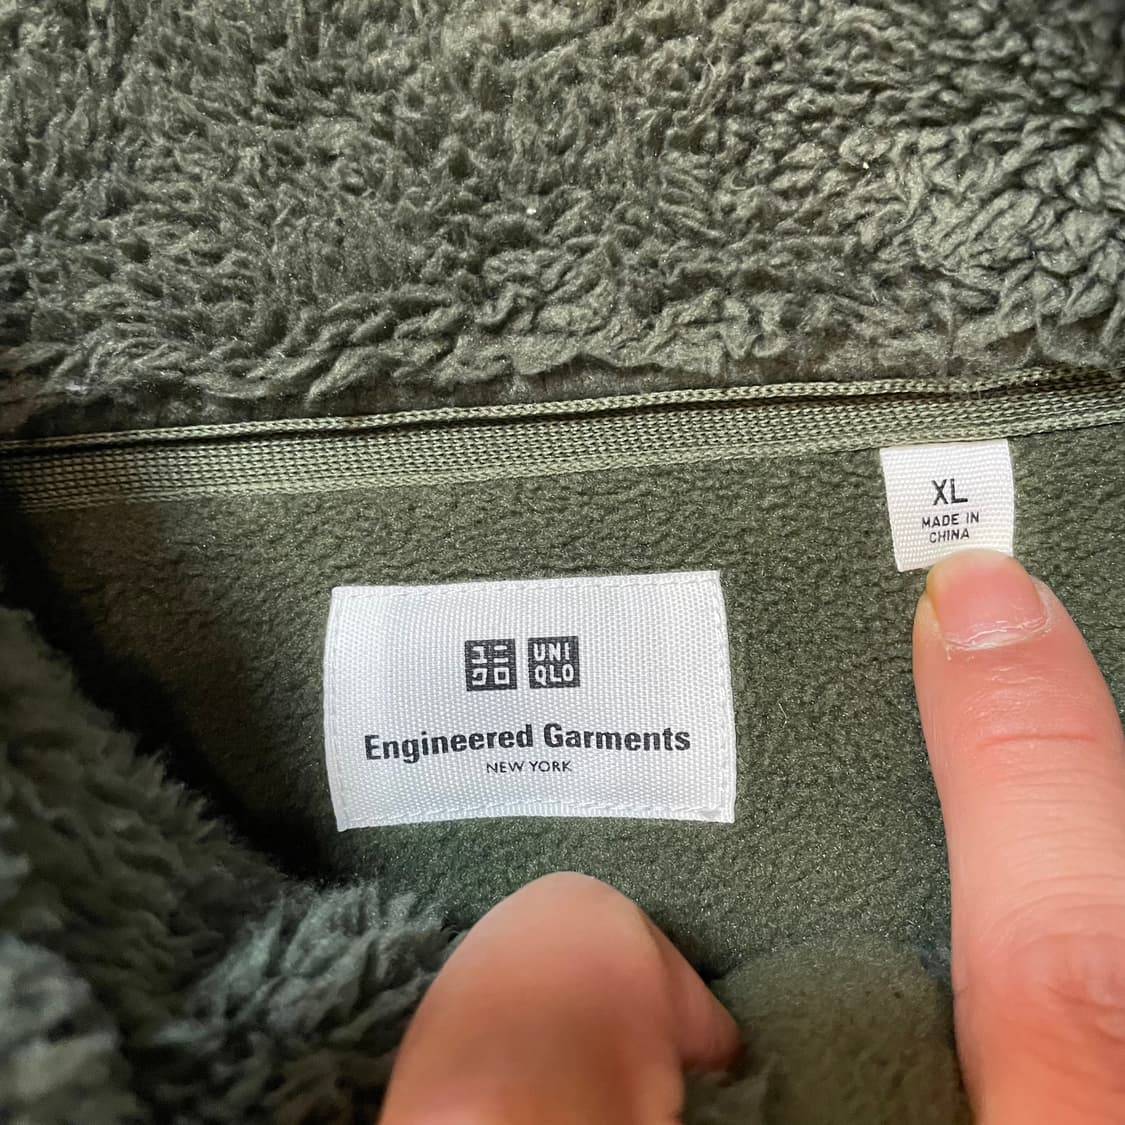 ユニ UNI
クロ QLO
Engineered Garments
NEW YORK
XL
MADE IN
CHINA